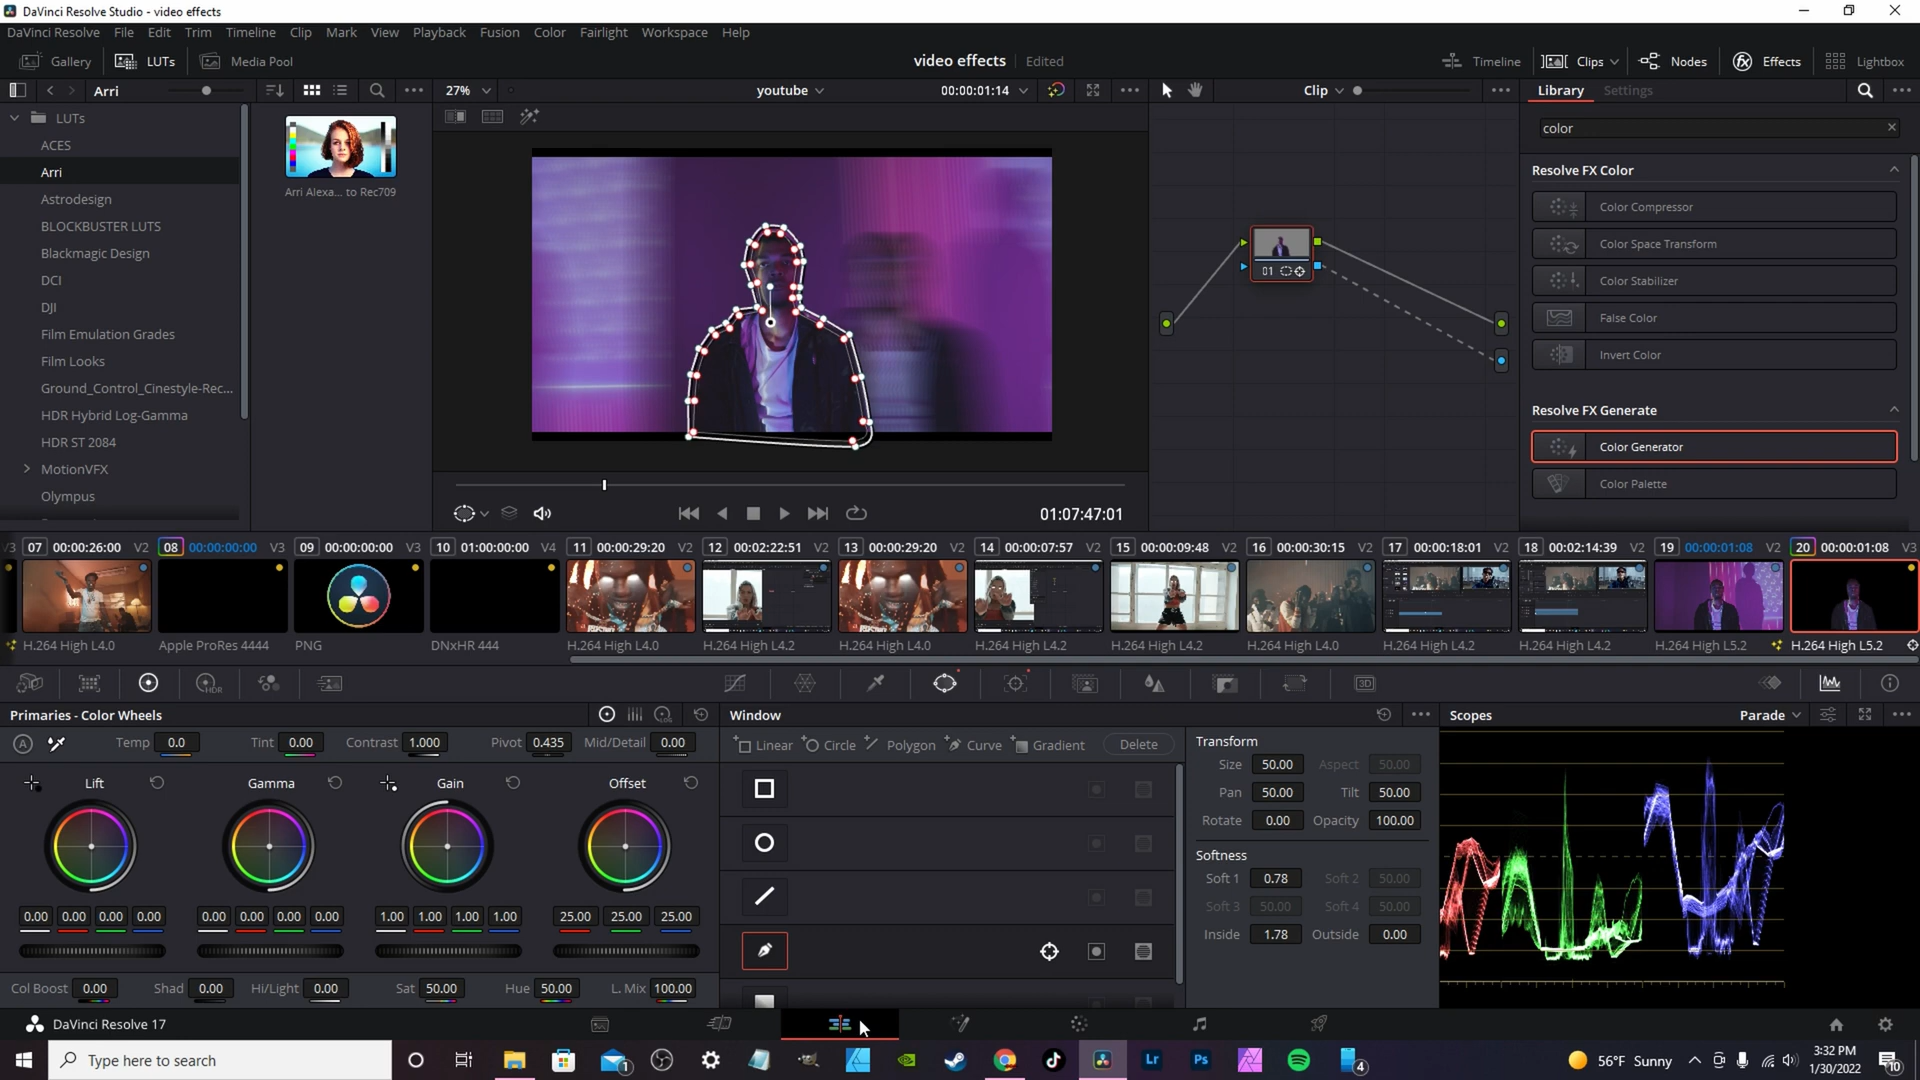 DaVinci Resolve Studio - video effects
DaVinci Resolve File Edit Trim Timeline Clip Mark View Playback Fusion Color Fairlight Workspace Help
Gallery LUTs Media Pool video effects Edited Timeline Clips Nodes Effects Lightbox
Arri 27% youtube 00:00:01:14 Clip Library Settings
LUTs
ACES
Arri
Astrodesign
BLOCKBUSTER LUTS
Blackmagic Design
DCI
DJI
Film Emulation Grades
Film Looks
Ground_Control_Cinestyle-Rec...
HDR Hybrid Log-Gamma
HDR ST 2084
MotionVFX
Olympus
Arri Alexa... to Rec709
01
color
Resolve FX Color
Color Compressor
Color Space Transform
Color Stabilizer
False Color
Invert Color
Resolve FX Generate
Color Generator
Color Palette
01:07:47:01
V3 07 00:00:26:00 V2 08 00:00:00:00 V3 09 00:00:00:00 V3 10 01:00:00:00 V4 11 00:00:29:20 V2 12 00:02:22:51 V2 13 00:00:29:20 V2 14 00:00:07:57 V2 15 00:00:09:48 V2 16 00:00:30:15 V2 17 00:00:18:01 V2 18 00:02:14:39 V2 19 00:00:01:08 V2 20 00:00:01:08 V3
H.264 High L4.0 Apple ProRes 4444 PNG DNxHR 444 H.264 High L4.0 H.264 High L4.2 H.264 High L4.0 H.264 High L4.2 H.264 High L4.2 H.264 High L4.0 H.264 High L4.2 H.264 High L4.2 H.264 High L5.2 H.264 High L5.2
HDR 3D
Primaries - Color Wheels LOG Window Scopes Parade
A Temp 0.0 Tint 0.00 Contrast 1.000 Pivot 0.435 Mid/Detail 0.00
Linear Circle Polygon Curve Gradient Delete
Lift Gamma Gain Offset
0.00 0.00 0.00 0.00 0.00 0.00 0.00 0.00 1.00 1.00 1.00 1.00 25.00 25.00 25.00
Col Boost 0.00 Shad 0.00 Hi/Light 0.00 Sat 50.00 Hue 50.00 L. Mix 100.00
Transform
Size 50.00 Aspect 50.00
Pan 50.00 Tilt 50.00
Rotate 0.00 Opacity 100.00
Softness
Soft 1 0.78 Soft 2 50.00
Soft 3 50.00 Soft 4 50.00
Inside 1.78 Outside 0.00
DaVinci Resolve 17
Type here to search
1
Lr
Ps
4
56°F Sunny
3:32 PM
1/30/2022
10